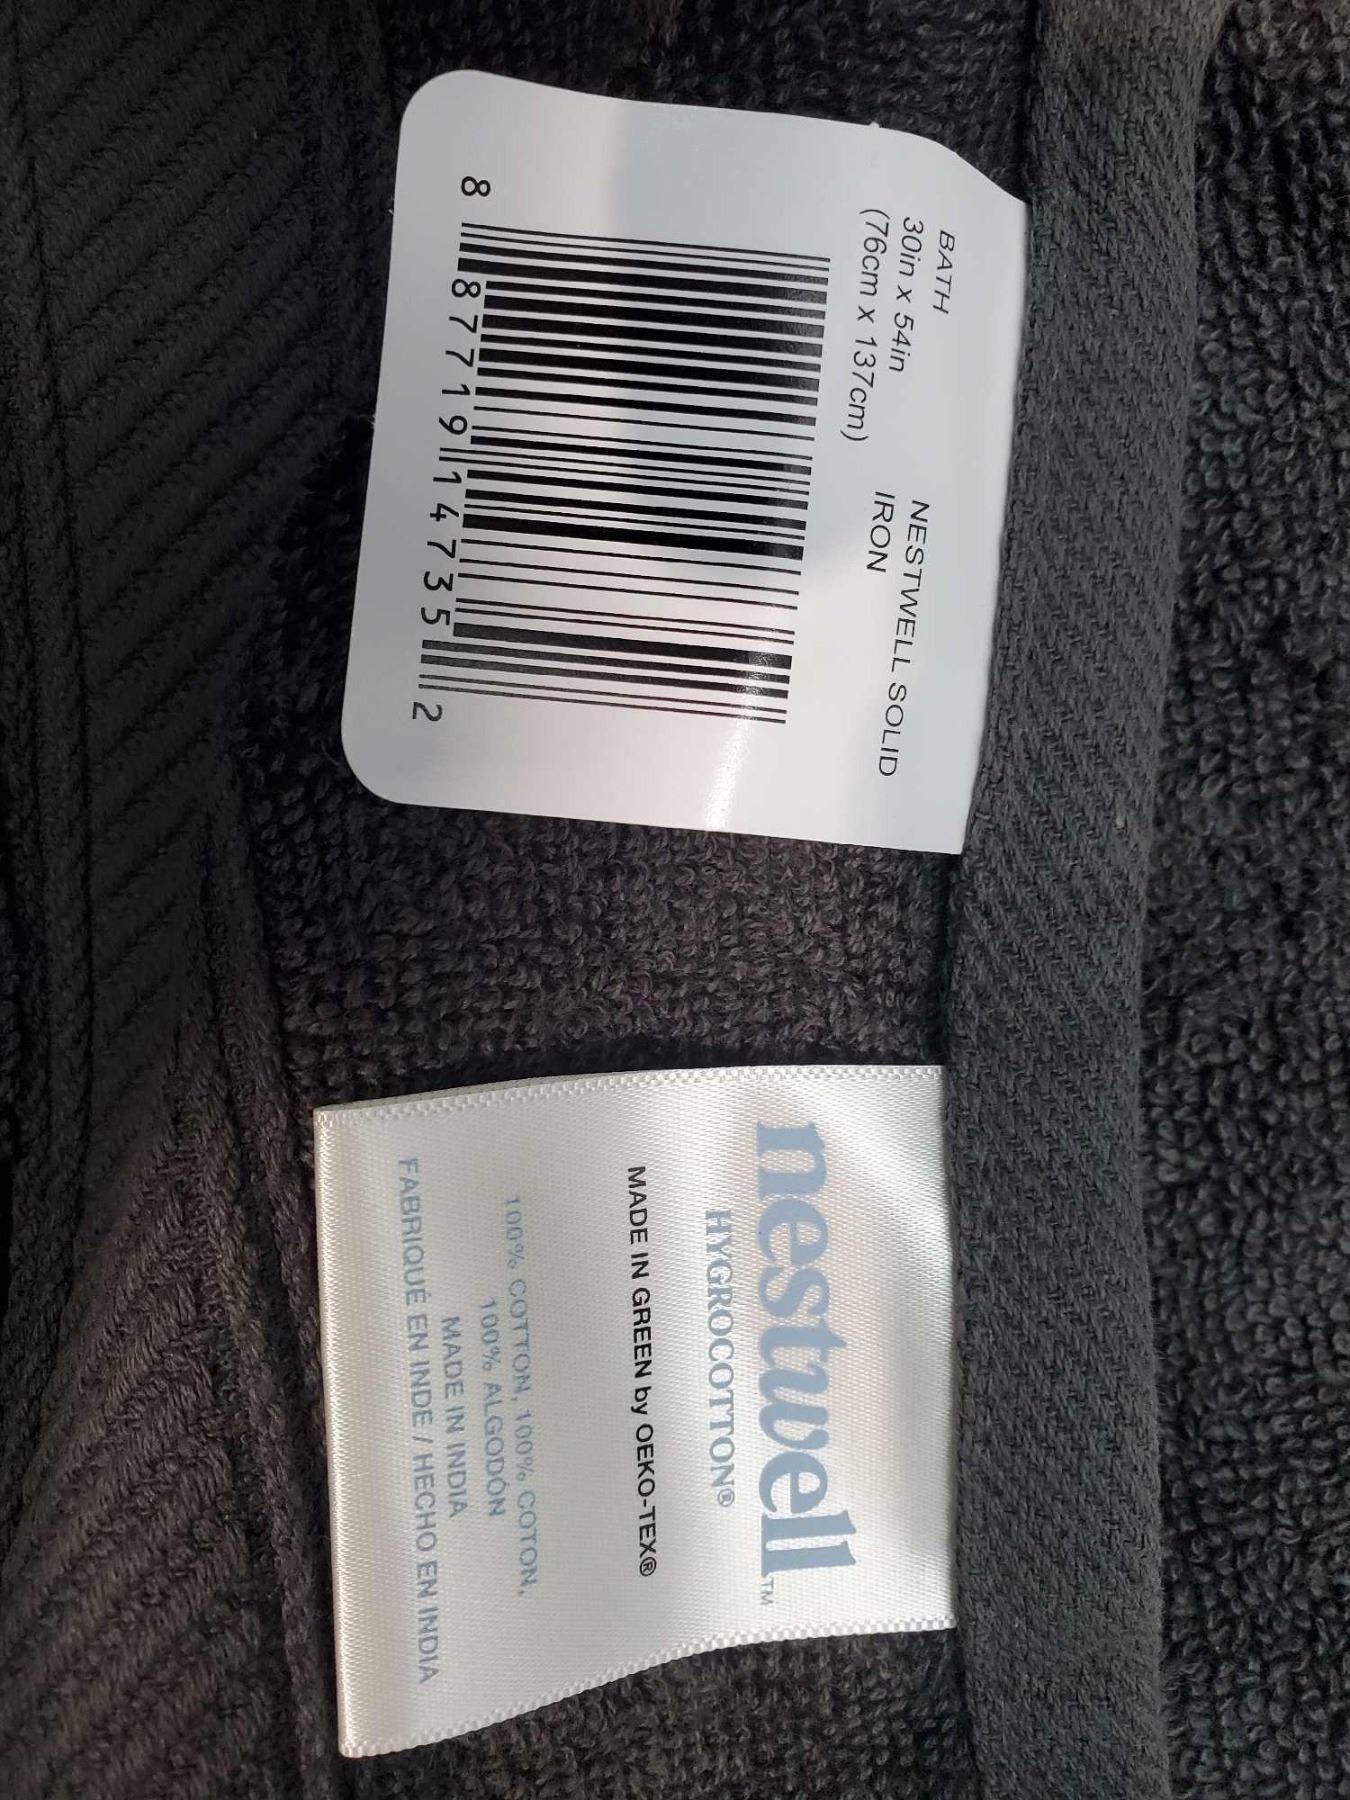 BATH
30in x 54in
(76cm x 137cm)
NESTWELL SOLID
IRON
8 87719 14735 2
nestwell™
HYGROCOTTON®
MADE IN GREEN by OEKO-TEX®
100% COTTON, 100% COTON,
100% ALGODÓN
MADE IN INDIA
FABRIQUÉ EN INDE / HECHO EN INDIA